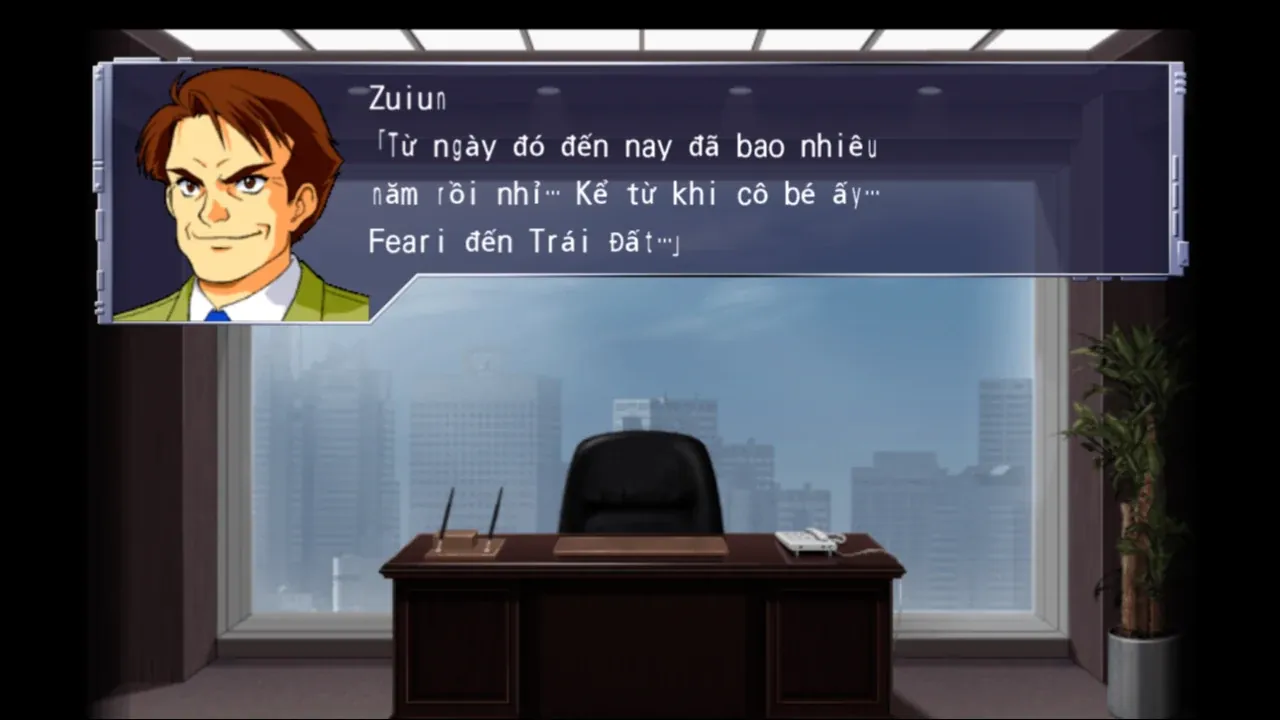 Zuiun
「Từ ngày đó đến nay đã bao nhiêu
năm rồi nhỉ… Kể từ khi cô bé ấy…
Feari đến Trái Đất…」